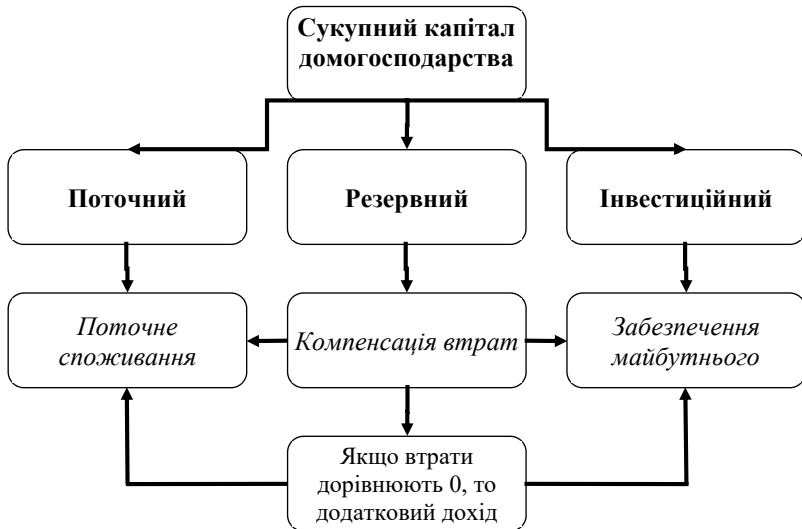 Сукупний капітал
домогосподарства
Поточний
Резервний
Інвестиційний
Поточне
споживання
Компенсація втрат
Забезпечення
майбутнього
Якщо втрати
дорівнюють 0, то
додатковий дохід